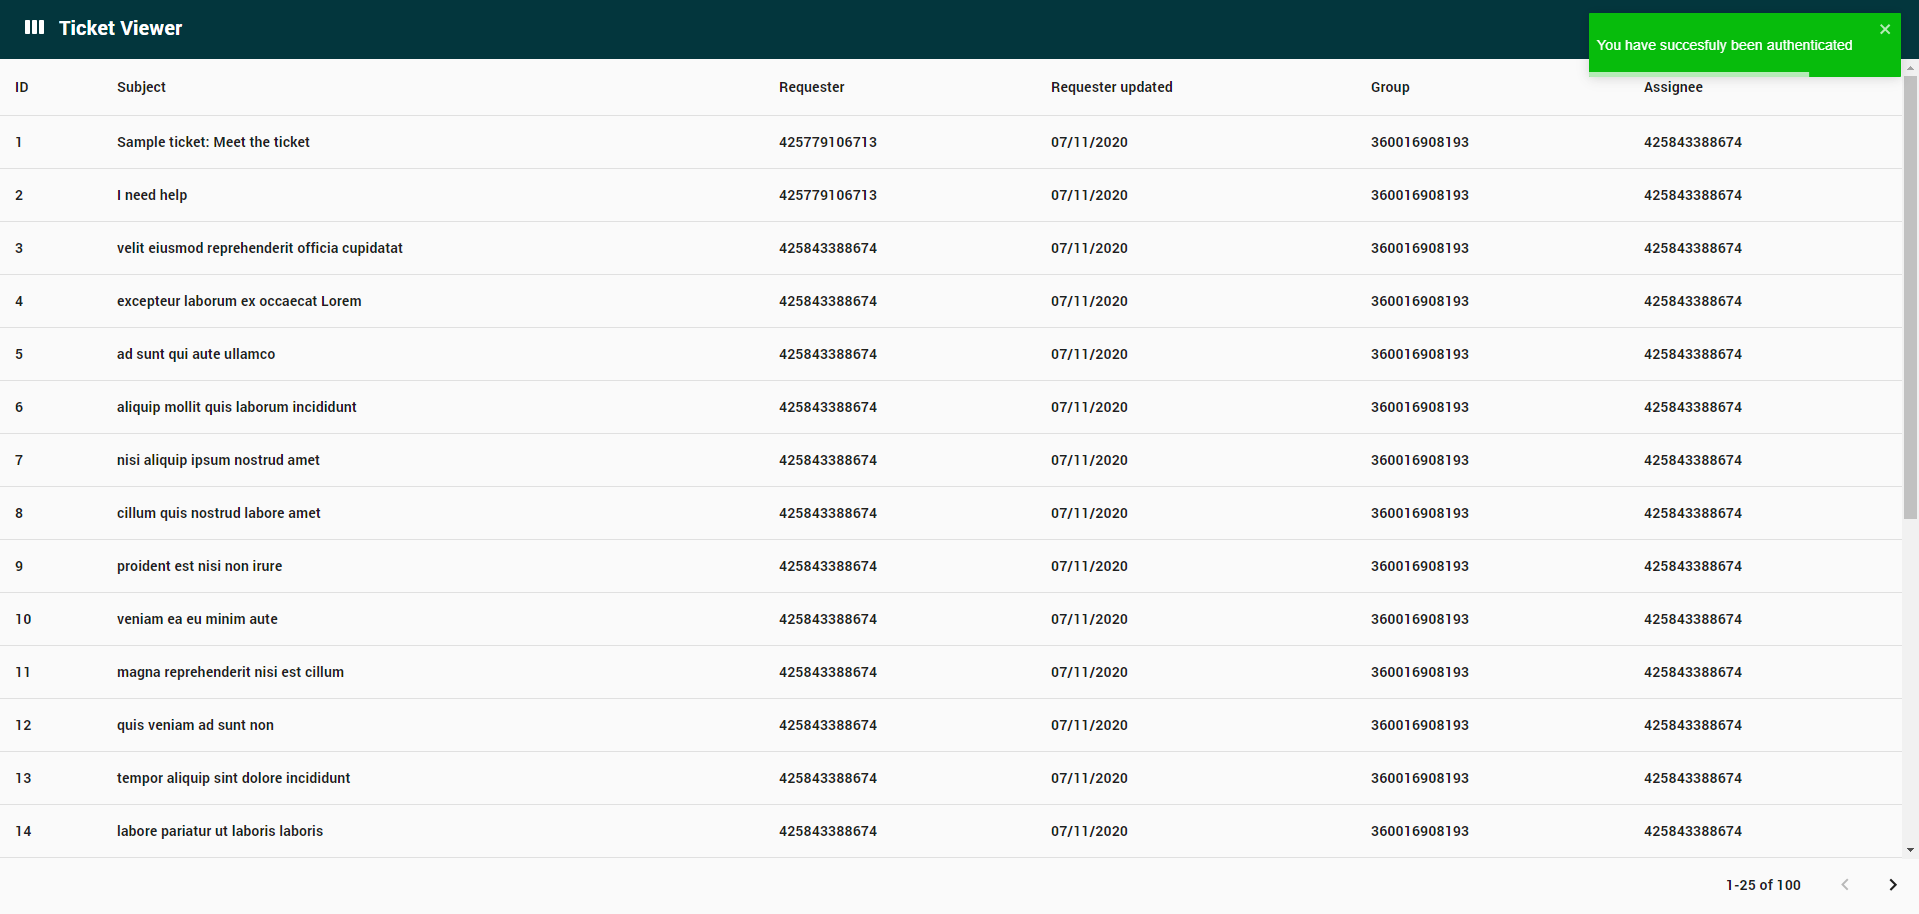 Ticket Viewer
You have succesfuly been authenticated
ID Subject Requester Requester updated Group Assignee
1 Sample ticket: Meet the ticket 425779106713 07/11/2020 360016908193 425843388674
2 I need help 425779106713 07/11/2020 360016908193 425843388674
3 velit eiusmod reprehenderit officia cupidatat 425843388674 07/11/2020 360016908193 425843388674
4 excepteur laborum ex occaecat Lorem 425843388674 07/11/2020 360016908193 425843388674
5 ad sunt qui aute ullamco 425843388674 07/11/2020 360016908193 425843388674
6 aliquip mollit quis laborum incididunt 425843388674 07/11/2020 360016908193 425843388674
7 nisi aliquip ipsum nostrud amet 425843388674 07/11/2020 360016908193 425843388674
8 cillum quis nostrud labore amet 425843388674 07/11/2020 360016908193 425843388674
9 proident est nisi non irure 425843388674 07/11/2020 360016908193 425843388674
10 veniam ea eu minim aute 425843388674 07/11/2020 360016908193 425843388674
11 magna reprehenderit nisi est cillum 425843388674 07/11/2020 360016908193 425843388674
12 quis veniam ad sunt non 425843388674 07/11/2020 360016908193 425843388674
13 tempor aliquip sint dolore incididunt 425843388674 07/11/2020 360016908193 425843388674
14 labore pariatur ut laboris laboris 425843388674 07/11/2020 360016908193 425843388674
1-25 of 100